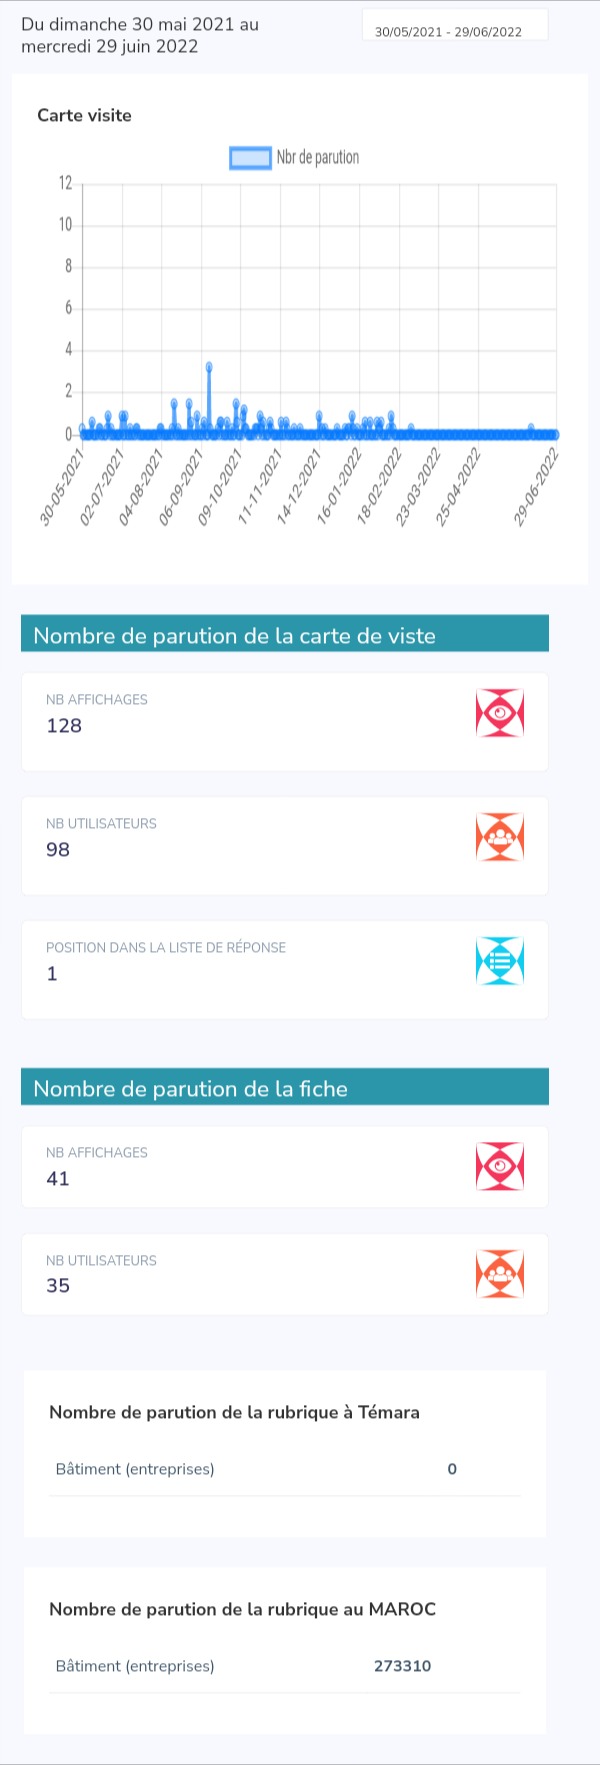 Du dimanche 30 mai 2021 au
mercredi 29 juin 2022
30/05/2021 - 29/06/2022
Carte visite
Nbr de parution
12
10
8
6
4
2
0
30-05-2021
02-07-2021
04-08-2021
06-09-2021
09-10-2021
11-11-2021
14-12-2021
16-01-2022
18-02-2022
23-03-2022
25-04-2022
29-06-2022
Nombre de parution de la carte de viste
NB AFFICHAGES
128
NB UTILISATEURS
98
POSITION DANS LA LISTE DE RÉPONSE
1
Nombre de parution de la fiche
NB AFFICHAGES
41
NB UTILISATEURS
35
Nombre de parution de la rubrique à Témara
Bâtiment (entreprises) 0
Nombre de parution de la rubrique au MAROC
Bâtiment (entreprises) 273310